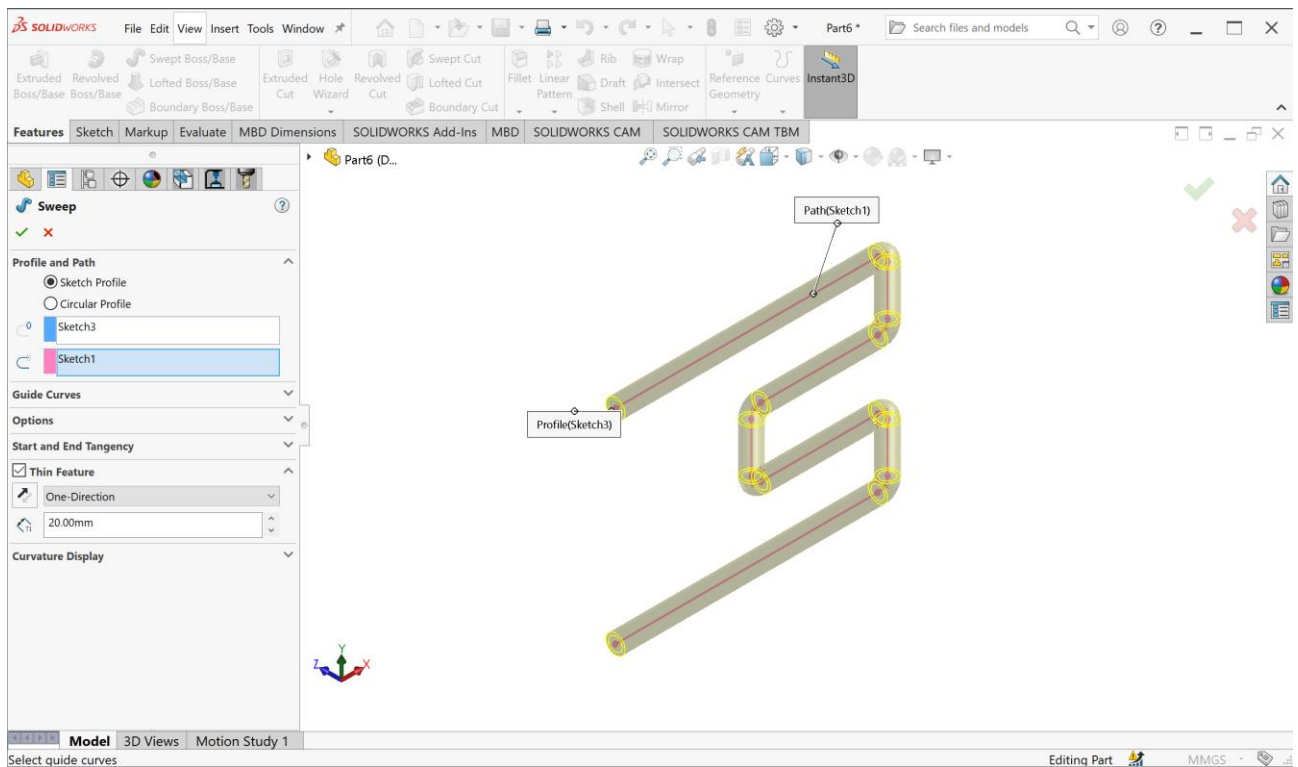 SOLIDWORKS File Edit View Insert Tools Window Part6 * Search files and models
Extruded Boss/Base Revolved Boss/Base Swept Boss/Base Lofted Boss/Base Boundary Boss/Base Extruded Cut Hole Wizard Revolved Cut Swept Cut Lofted Cut Boundary Cut Fillet Linear Pattern Rib Draft Shell Wrap Intersect Mirror Reference Geometry Curves Instant3D
Features Sketch Markup Evaluate MBD Dimensions SOLIDWORKS Add-Ins MBD SOLIDWORKS CAM SOLIDWORKS CAM TBM
Part6 (D...
Sweep
Profile and Path
Sketch Profile
Circular Profile
Sketch3
Sketch1
Guide Curves
Options
Start and End Tangency
Thin Feature
One-Direction
T1
20.00mm
Curvature Display
Path(Sketch1)
Profile(Sketch3)
Y
Z
X
Model 3D Views Motion Study 1
Select guide curves Editing Part MMGS